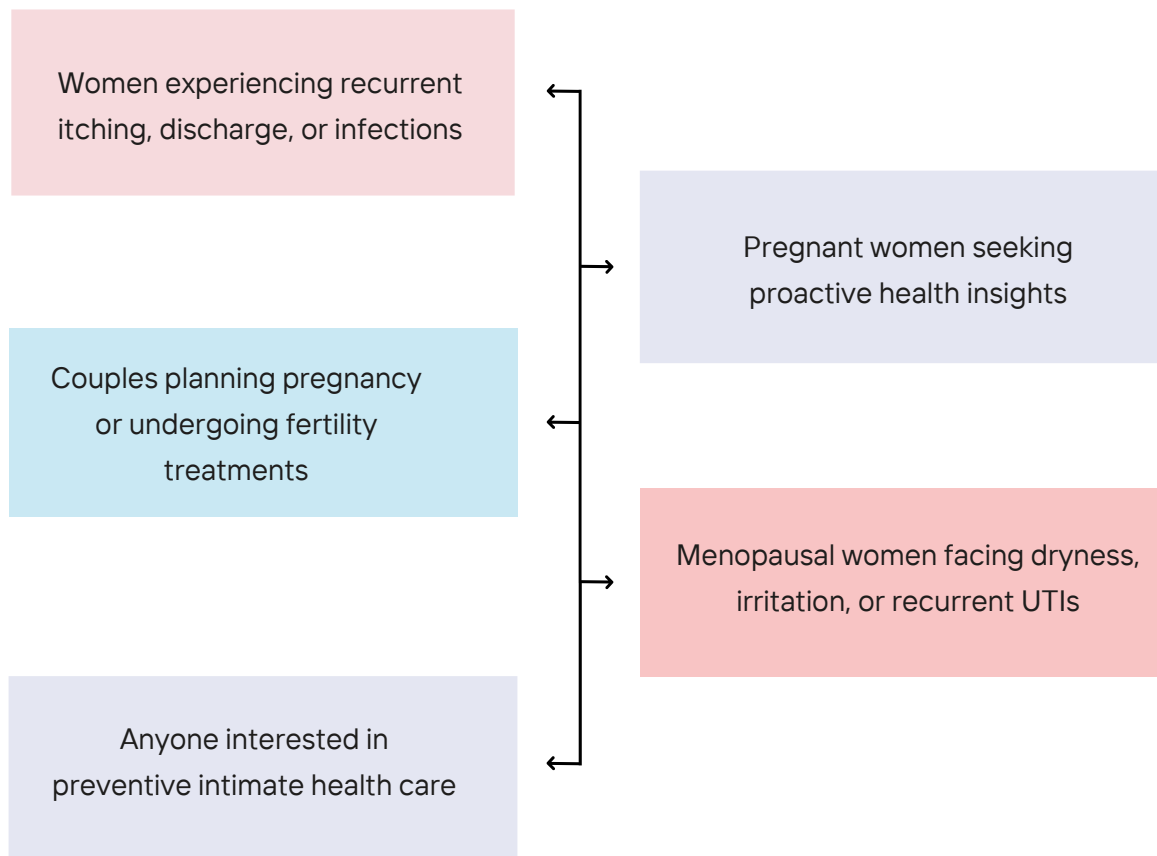 Women experiencing recurrent
itching, discharge, or infections
Pregnant women seeking
proactive health insights
Couples planning pregnancy
or undergoing fertility
treatments
Menopausal women facing dryness,
irritation, or recurrent UTIs
Anyone interested in
preventive intimate health care